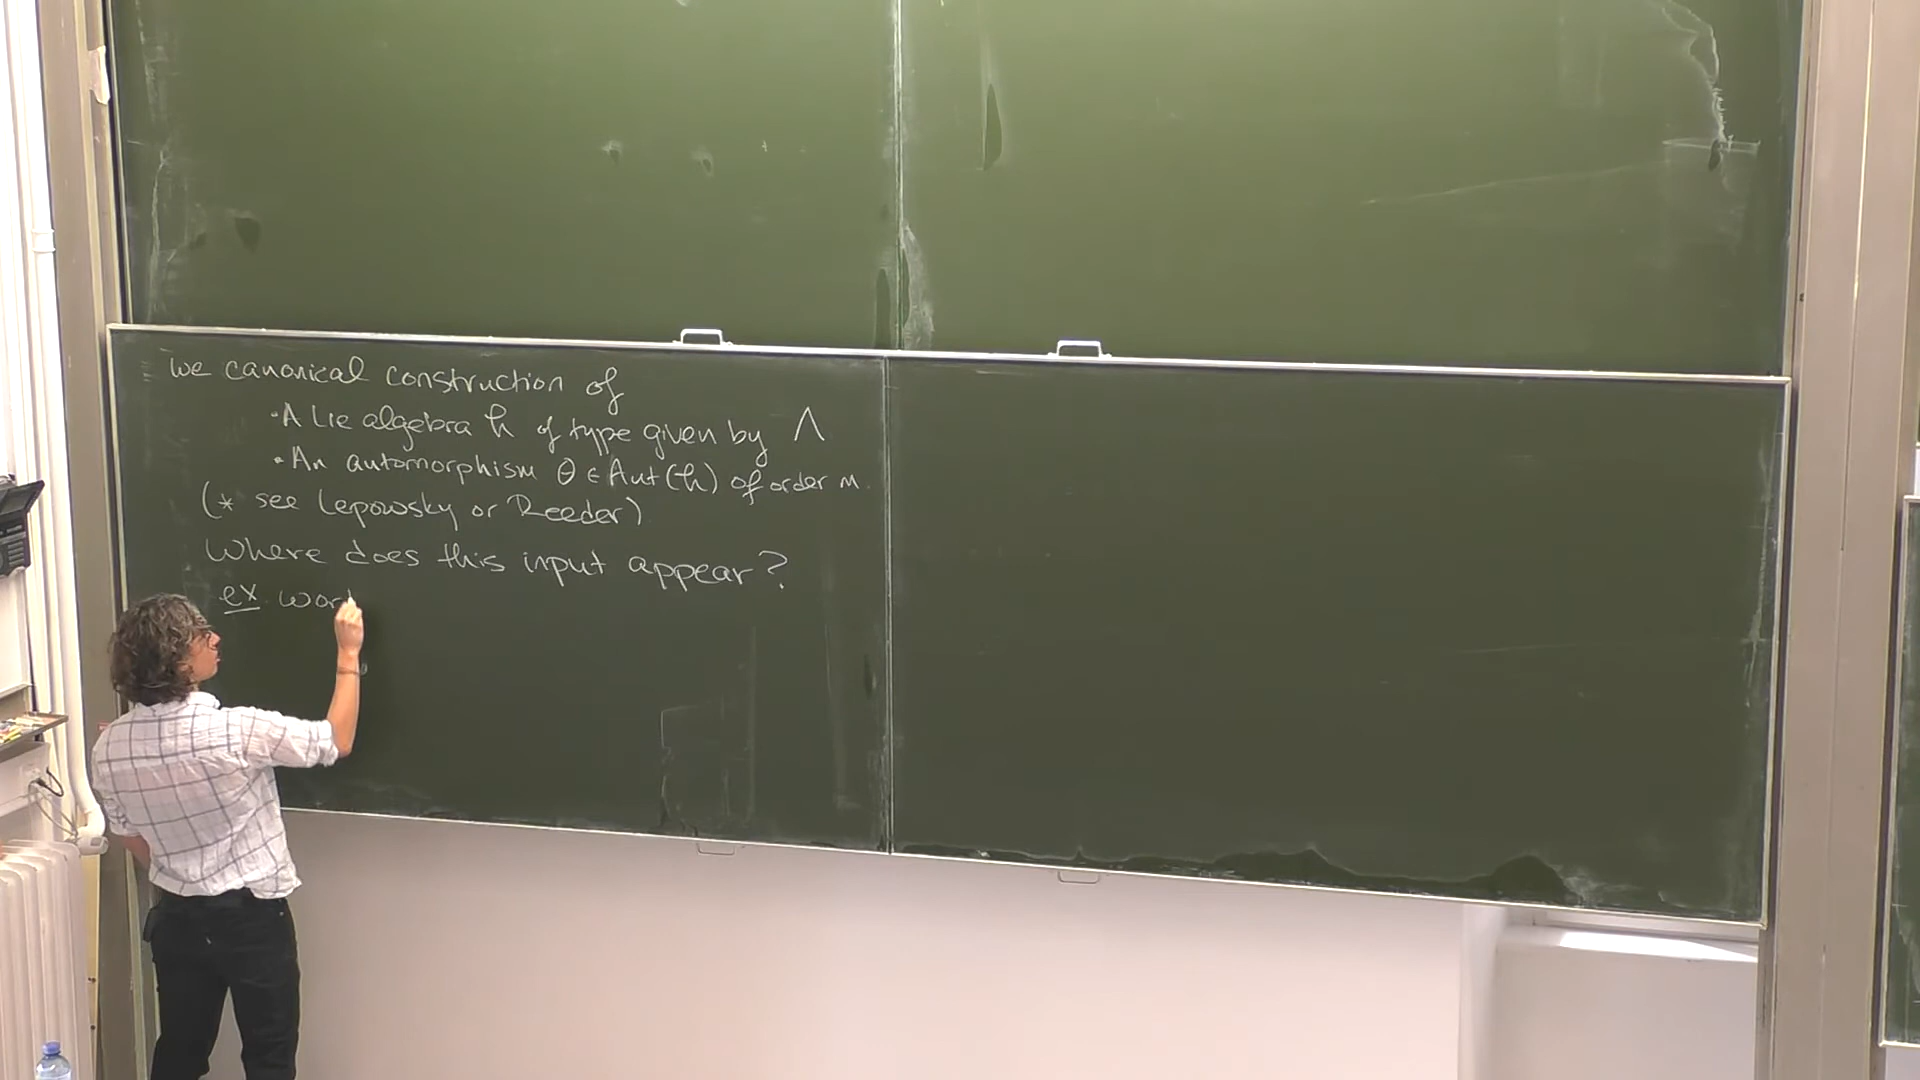 we canonical construction of
• A Lie algebra h of type given by Λ
• An automorphism θ ∈ Aut(h) of order m.
(* see Lepowsky or Reeder)
Where does this input appear?
ex. wor